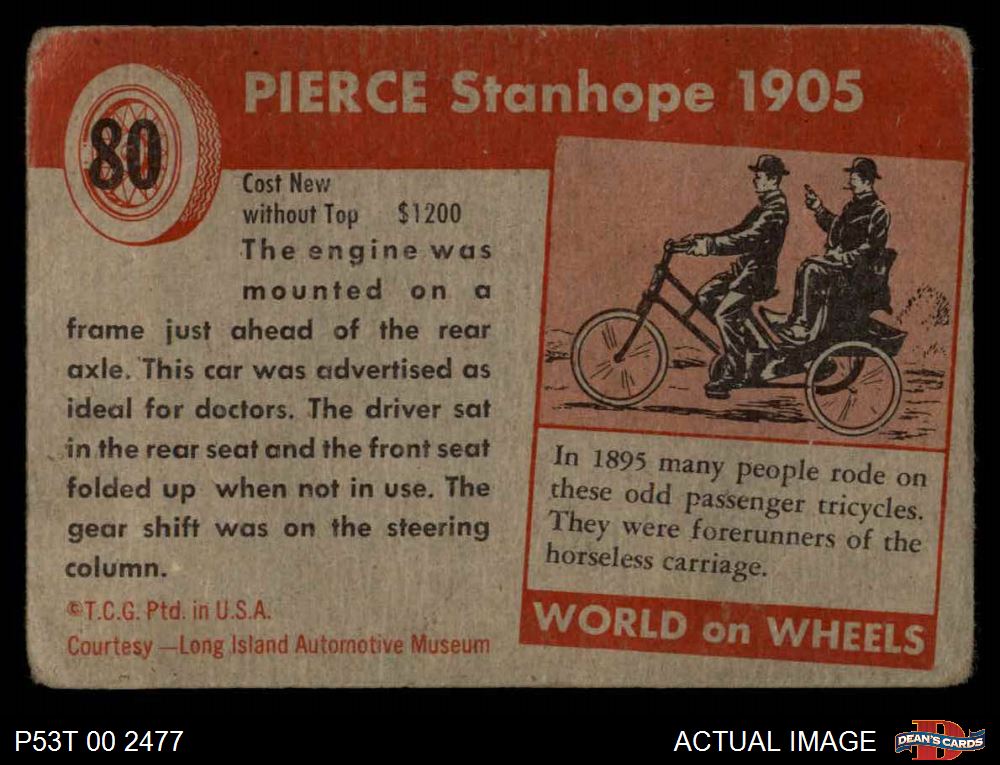 80
PIERCE Stanhope 1905
Cost New
without Top $1200
The engine was
mounted on a
frame just ahead of the rear
axle. This car was advertised as
ideal for doctors. The driver sat
in the rear seat and the front seat
folded up when not in use. The
gear shift was on the steering
column.
©T.C.G. Ptd. in U.S.A.
Courtesy—Long Island Automotive Museum
In 1895 many people rode on
these odd passenger tricycles.
They were forerunners of the
horseless carriage.
WORLD on WHEELS
P53T 00 2477
ACTUAL IMAGE
DEAN'S CARDS